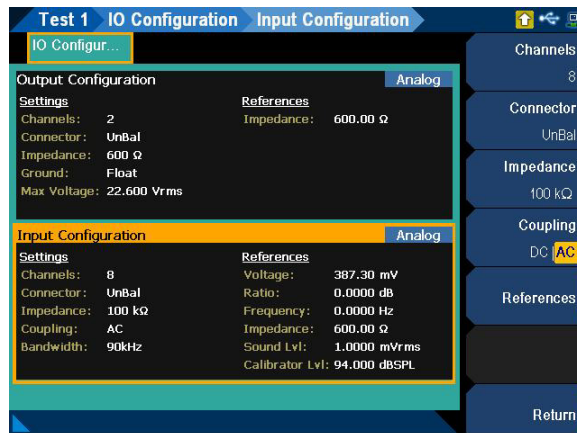 Test 1 IO Configuration Input Configuration
IO Configur...
Output Configuration Analog
Settings References
Channels: 2 Impedance: 600.00 Ω
Connector: UnBal
Impedance: 600 Ω
Ground: Float
Max Voltage: 22.600 Vrms
Input Configuration Analog
Settings References
Channels: 8 Voltage: 387.30 mV
Connector: UnBal Ratio: 0.0000 dB
Impedance: 100 kΩ Frequency: 0.0000 Hz
Coupling: AC Impedance: 600.00 Ω
Bandwidth: 90kHz Sound Lvl: 1.0000 mVrms
Calibrator Lvl: 94.000 dBSPL
Channels
8
Connector
UnBal
Impedance
100 kΩ
Coupling
DC | AC
References
Return